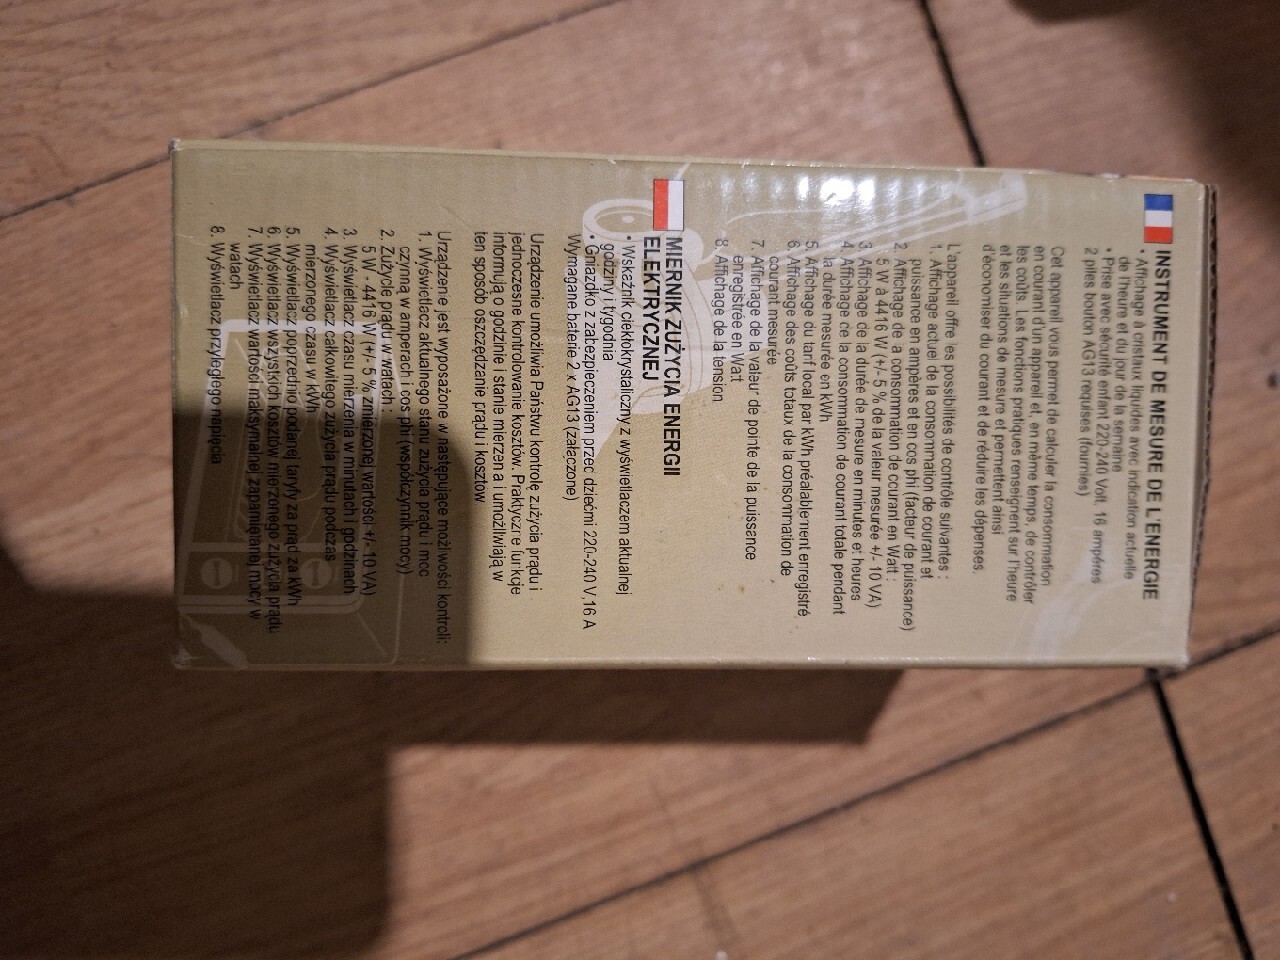 INSTRUMENT DE MESURE DE L'ENERGIE
• Affichage à cristaux liquides avec indication actuelle
de l'heure et du jour de la semaine
• Prise avec sécurité enfant 220-240 Volt, 16 ampères
2 piles bouton AG13 requises (fournies)
Cet appareil vous permet de calculer la consommation
en courant d'un appareil et, en même temps, de contrôler
les coûts. Les fonctions pratiques renseignent sur l'heure
et les situations de mesure et permettent ainsi
d'économiser du courant et de réduire les dépenses.
L'appareil offre les possibilités de contrôle suivantes :
1. Affichage actuel de la consommation de courant et
puissance en ampères et en cos phi (facteur de puissance)
2. Affichage de la consommation de courant en Watt :
5 W à 4416 W (+/- 5 % de la valeur mesurée +/- 10 VA)
3. Affichage de la durée de mesure en minutes et heures
4. Affichage de la consommation de courant totale pendant
la durée mesurée en kWh
5. Affichage du tarif local par kWh préalablement enregistré
6. Affichage des coûts totaux de la consommation de
courant mesurée
7. Affichage de la valeur de pointe de la puissance
enregistrée en Watt
8. Affichage de la tension
MIERNIK ZUŻYCIA ENERGII
ELEKTRYCZNEJ
• Wskaźnik ciekłokrystaliczny z wyświetlaczem aktualnej
godziny i tygodnia
• Gniazdko z zabezpieczeniem przec dziećmi 220-240 V,16 A
Wymagane baterie 2 x AG13 (załączone)
Urządzenie umożliwia Państwu kontrolę zużycia prądu i
jednoczesne kontrolowanie kosztów. Praktyczne funkcje
informują o godzinie i stanie mierzenia i umożliwiają w
ten sposób oszczędzanie prądu i kosztów
Urządzenie jest wyposażone w następujące możliwości kontroli:
1. Wyświetlacz aktualnego stanu zużycia prądu i moc
czynną w amperach i cos phi (współczynnik mocy)
2. Zużycie prądu w watach :
5 W - 4416 W (+/- 5 % zmierzonej wartości +/- 10 VA)
3. Wyświetlacz czasu mierzenia w minutach i godzinach
4. Wyświetlacz całkowitego zużycia prądu podczas
mierzonego czasu w kWh
5. Wyświetlacz poprzednio podanej taryfy za prąd za kWh
6. Wyświetlacz wszystkich kosztów mierzonego zużycia prądu
7. Wyświetlacz wartości maksymalnej zapamiętanej mocy w
watach
8. Wyświetlacz przyległego napięcia